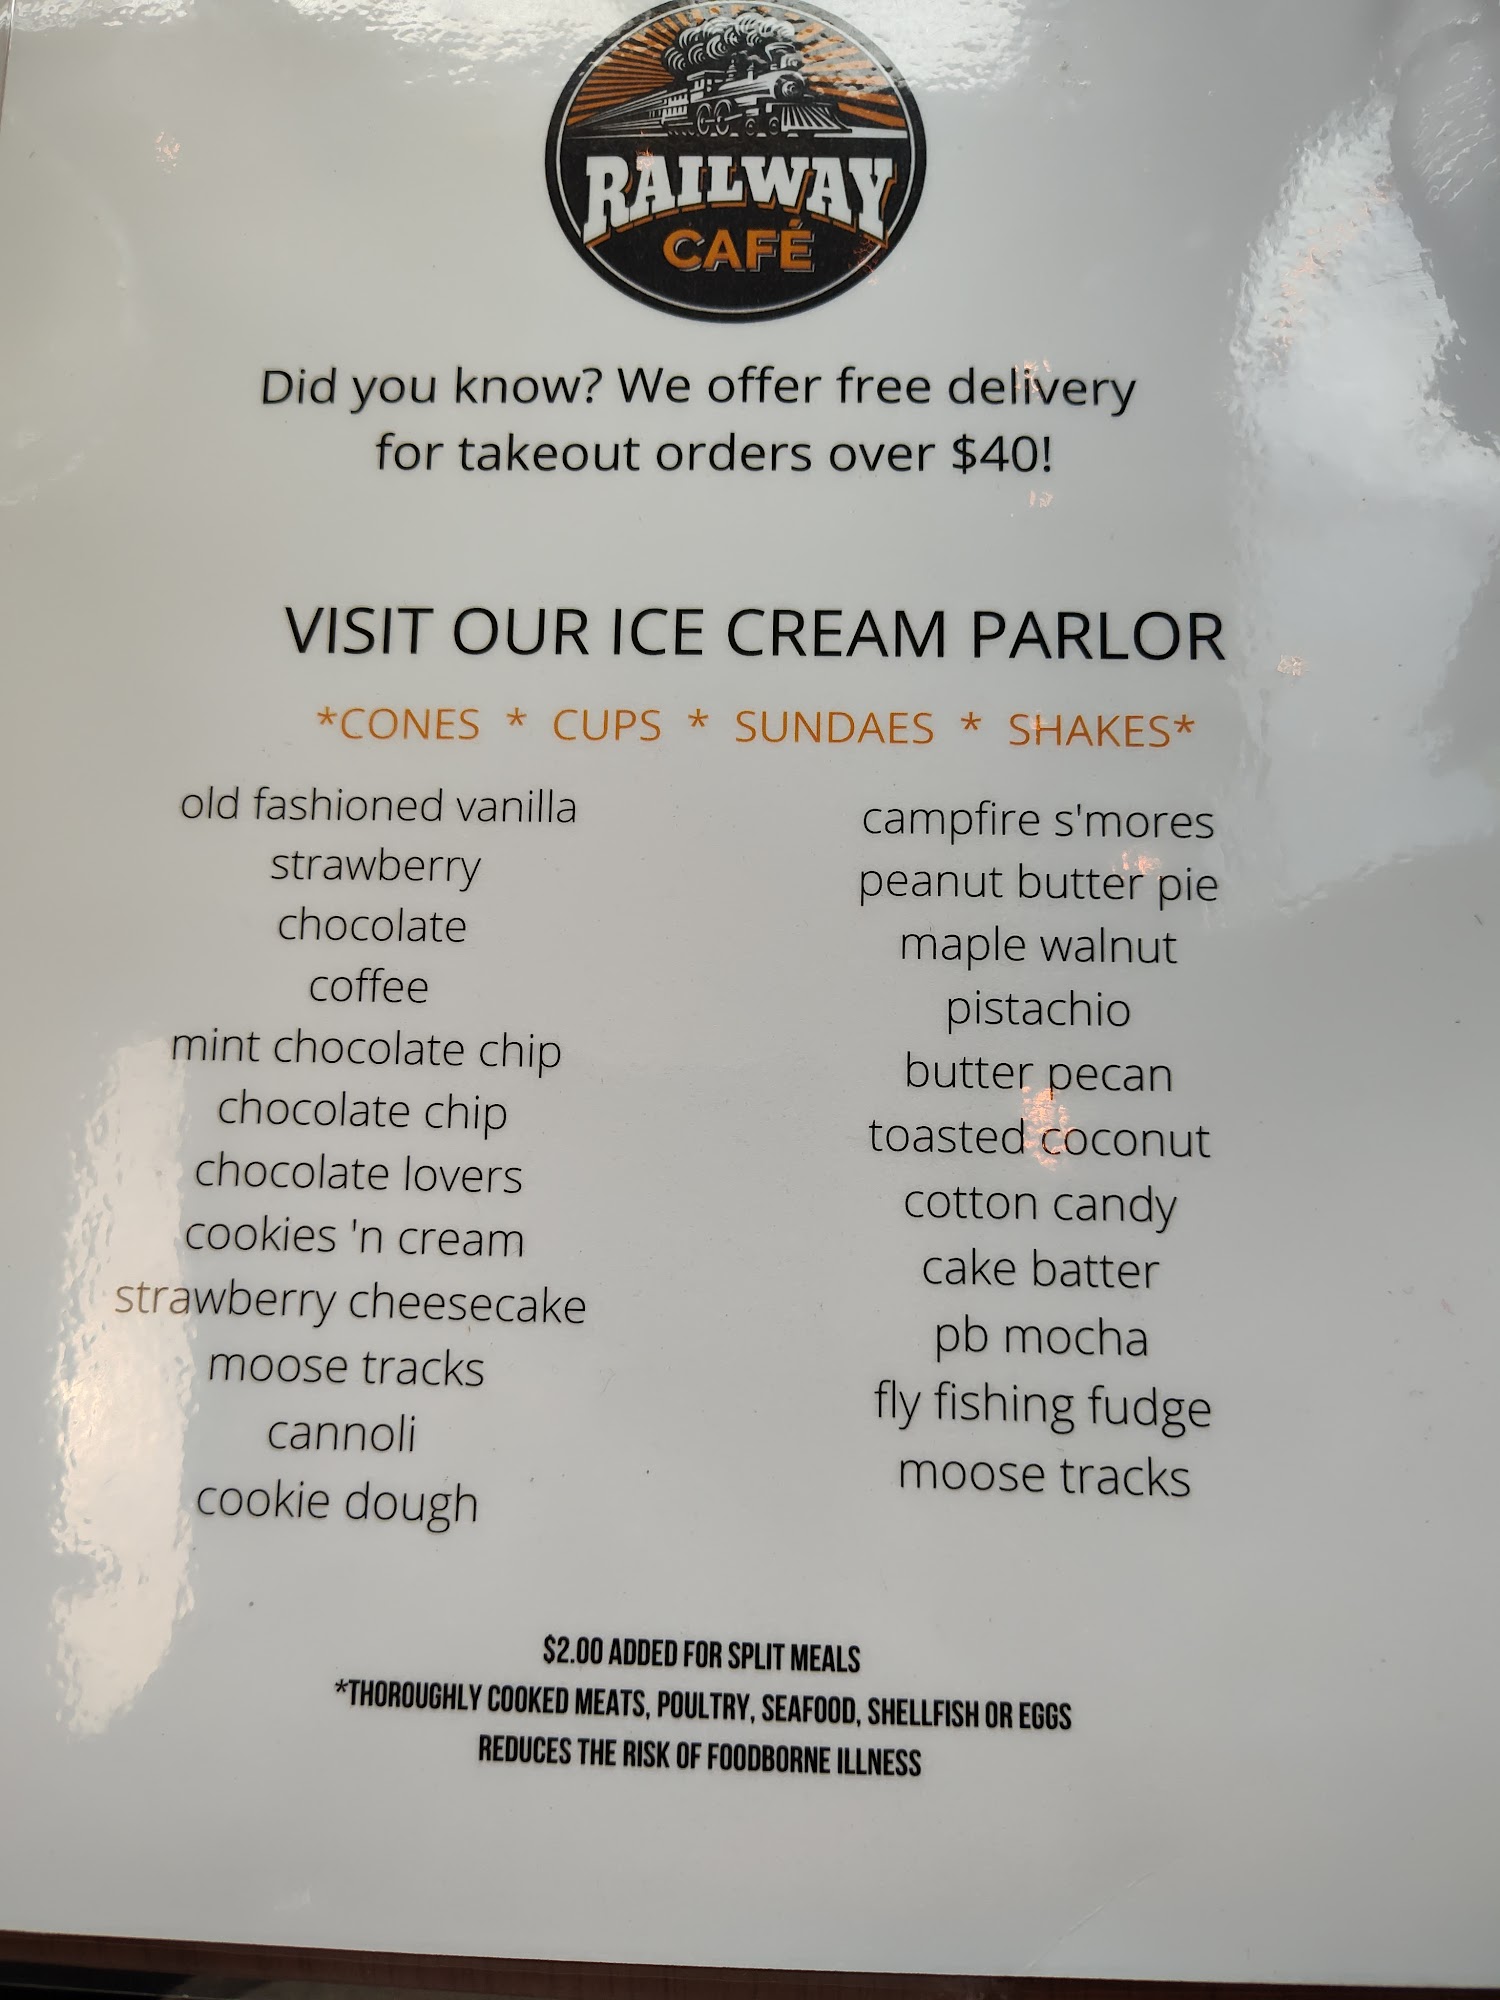 RAILWAY
CAFÉ
Did you know? We offer free delivery
for takeout orders over $40!
VISIT OUR ICE CREAM PARLOR
*CONES * CUPS * SUNDAES * SHAKES*
old fashioned vanilla
strawberry
chocolate
coffee
mint chocolate chip
chocolate chip
chocolate lovers
cookies 'n cream
strawberry cheesecake
moose tracks
cannoli
cookie dough
campfire s'mores
peanut butter pie
maple walnut
pistachio
butter pecan
toasted coconut
cotton candy
cake batter
pb mocha
fly fishing fudge
moose tracks
$2.00 ADDED FOR SPLIT MEALS
*THOROUGHLY COOKED MEATS, POULTRY, SEAFOOD, SHELLFISH OR EGGS
REDUCES THE RISK OF FOODBORNE ILLNESS